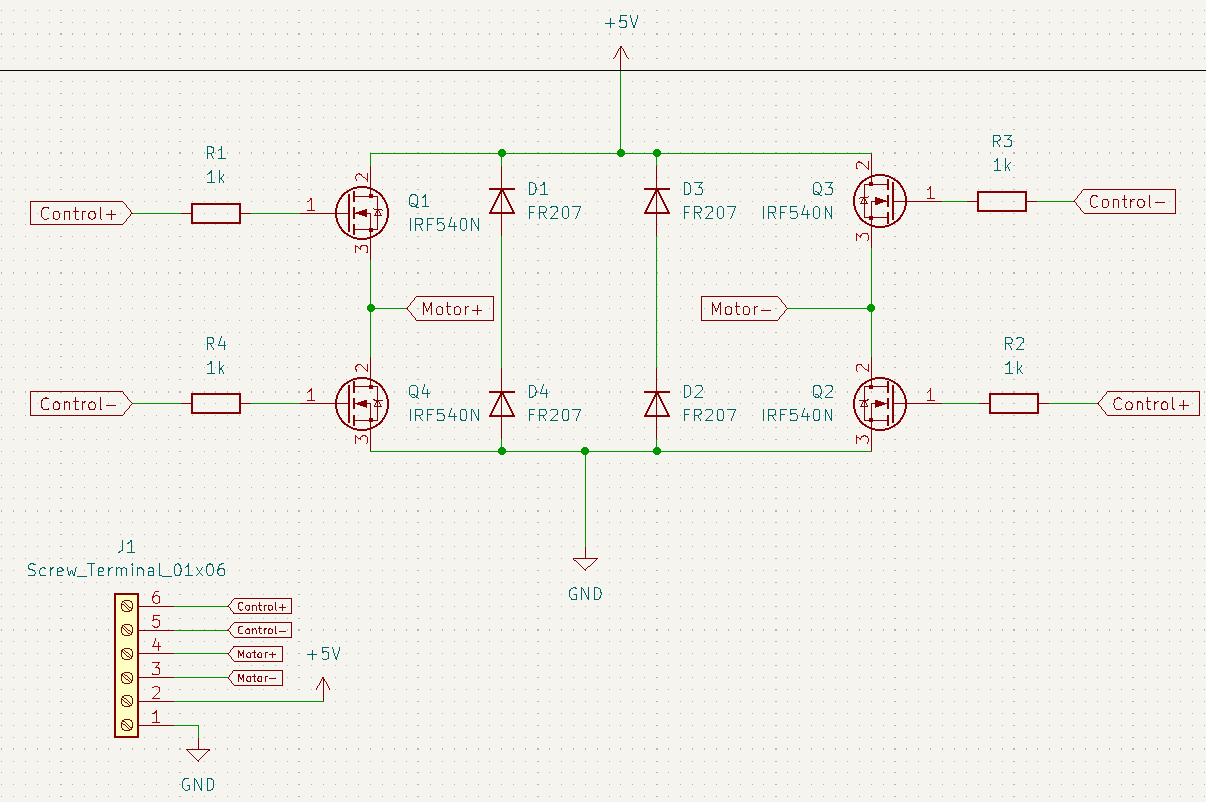 +5V
R1
1k
Control+
1
2
3
Q1
IRF540N
D1
FR207
D3
FR207
Q3
IRF540N
2
3
1
R3
1k
Control-
Motor+
Motor-
R4
1k
Control-
1
2
3
Q4
IRF540N
D4
FR207
D2
FR207
Q2
IRF540N
2
3
1
R2
1k
Control+
GND
J1
Screw_Terminal_01x06
6
Control+
5
Control-
4
Motor+
3
Motor-
2
+5V
1
GND